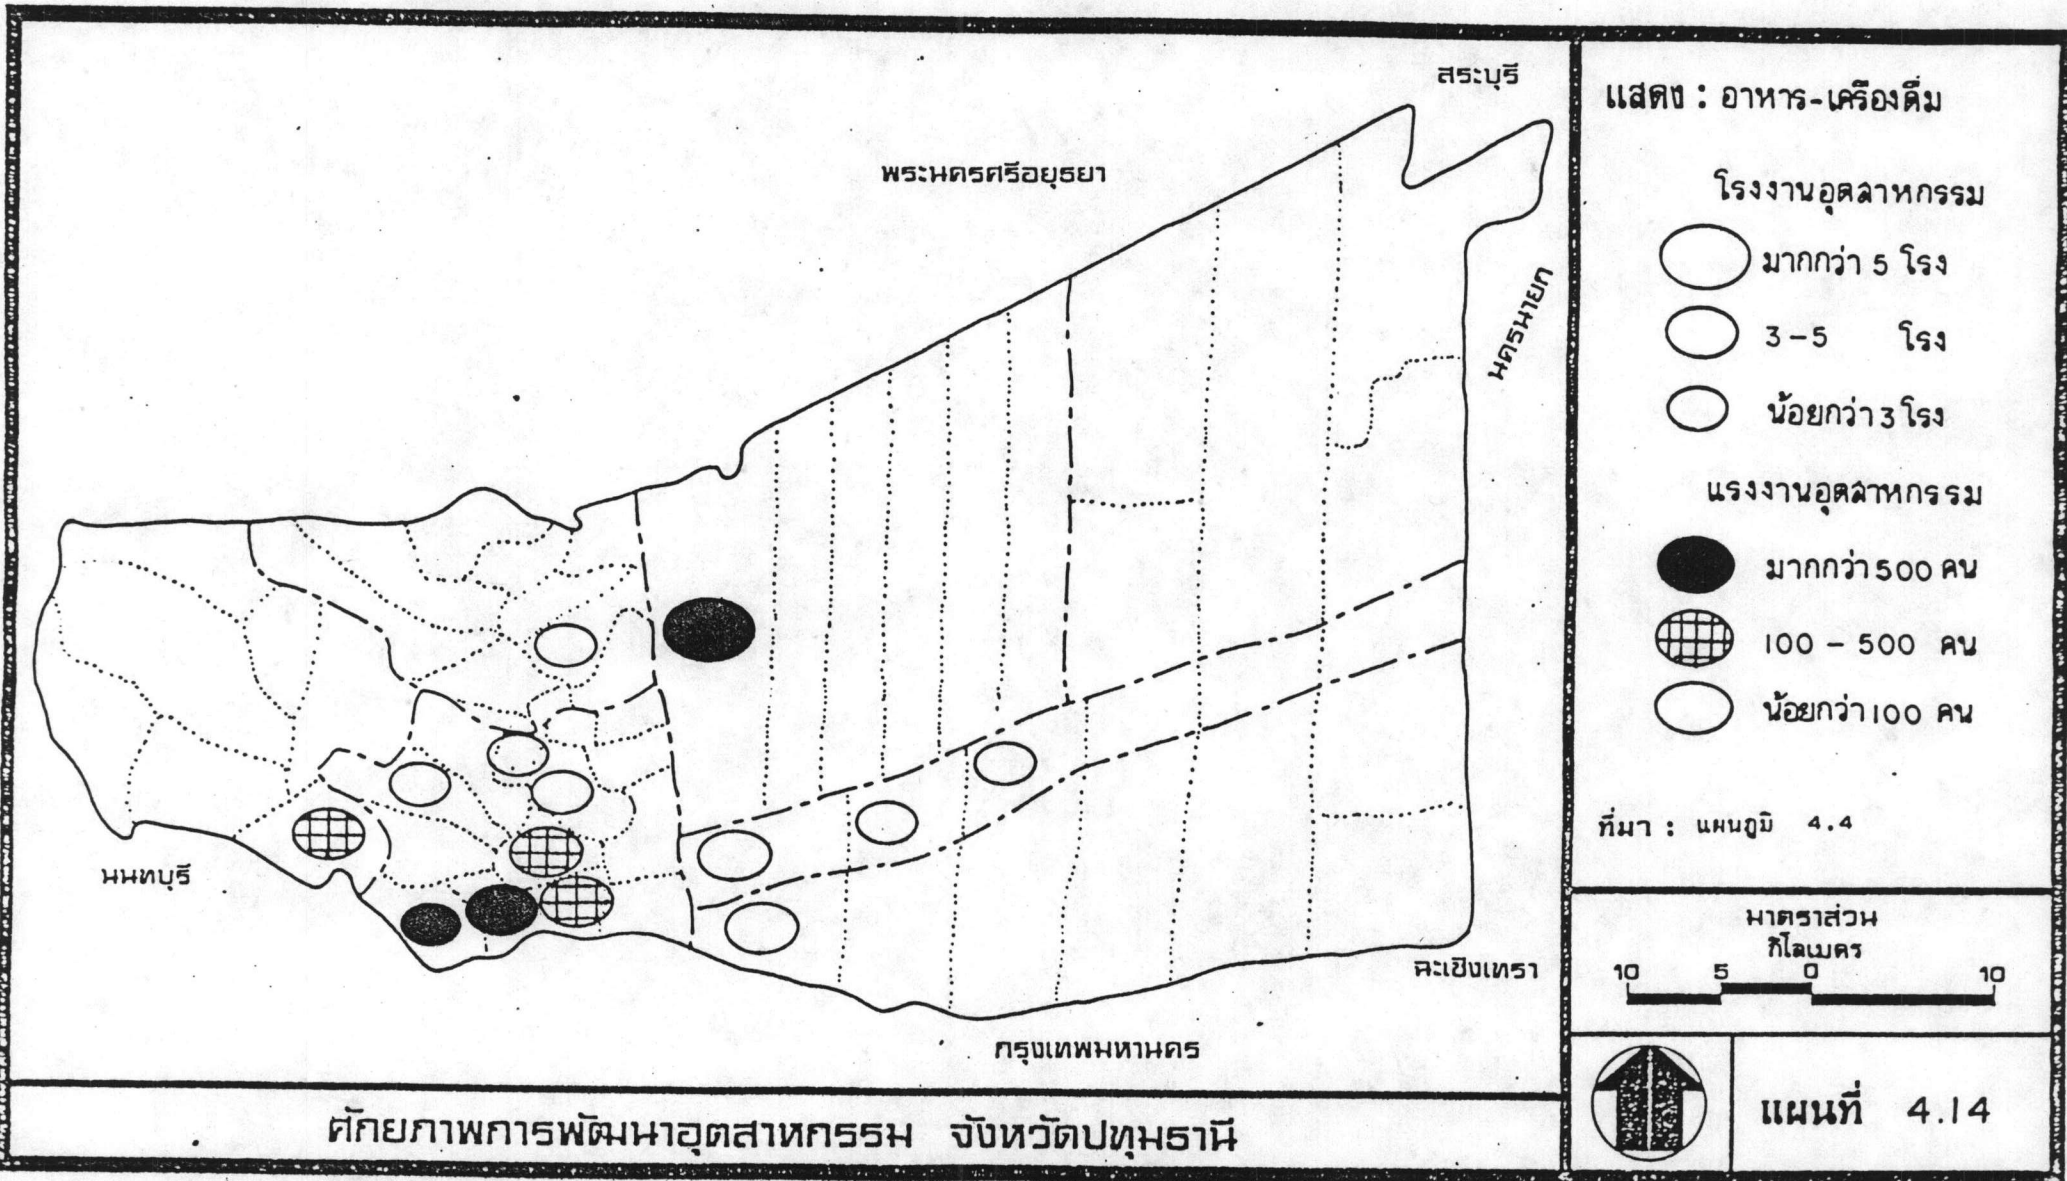 สระบุรี
พระนครศรีอยุธยา
นครนายก
นนทบุรี
ฉะเชิงเทรา
กรุงเทพมหานคร
ศักยภาพการพัฒนาอุตสาหกรรม จังหวัดปทุมธานี
แสดง : อาหาร-เครื่องดื่ม
โรงงานอุตสาหกรรม
มากกว่า 5 โรง
3-5 โรง
น้อยกว่า 3 โรง
แรงงานอุตสาหกรรม
มากกว่า 500 คน
100 - 500 คน
น้อยกว่า 100 คน
ที่มา : แผนภูมิ 4.4
มาตราส่วน
กิโลเมตร
10 5 0 10
แผนที่ 4.14